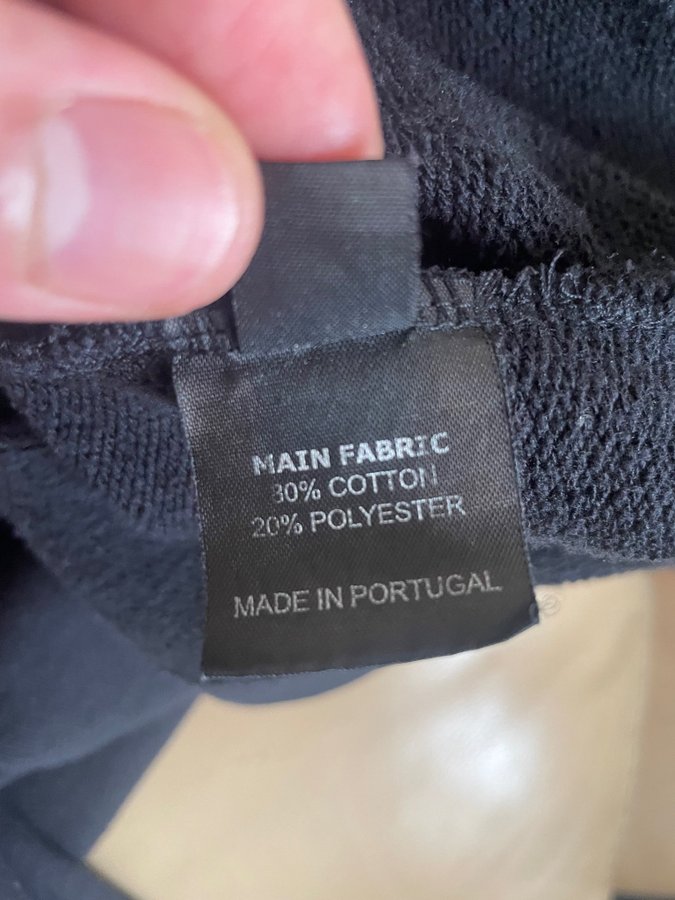 MAIN FABRIC
80% COTTON
20% POLYESTER
MADE IN PORTUGAL